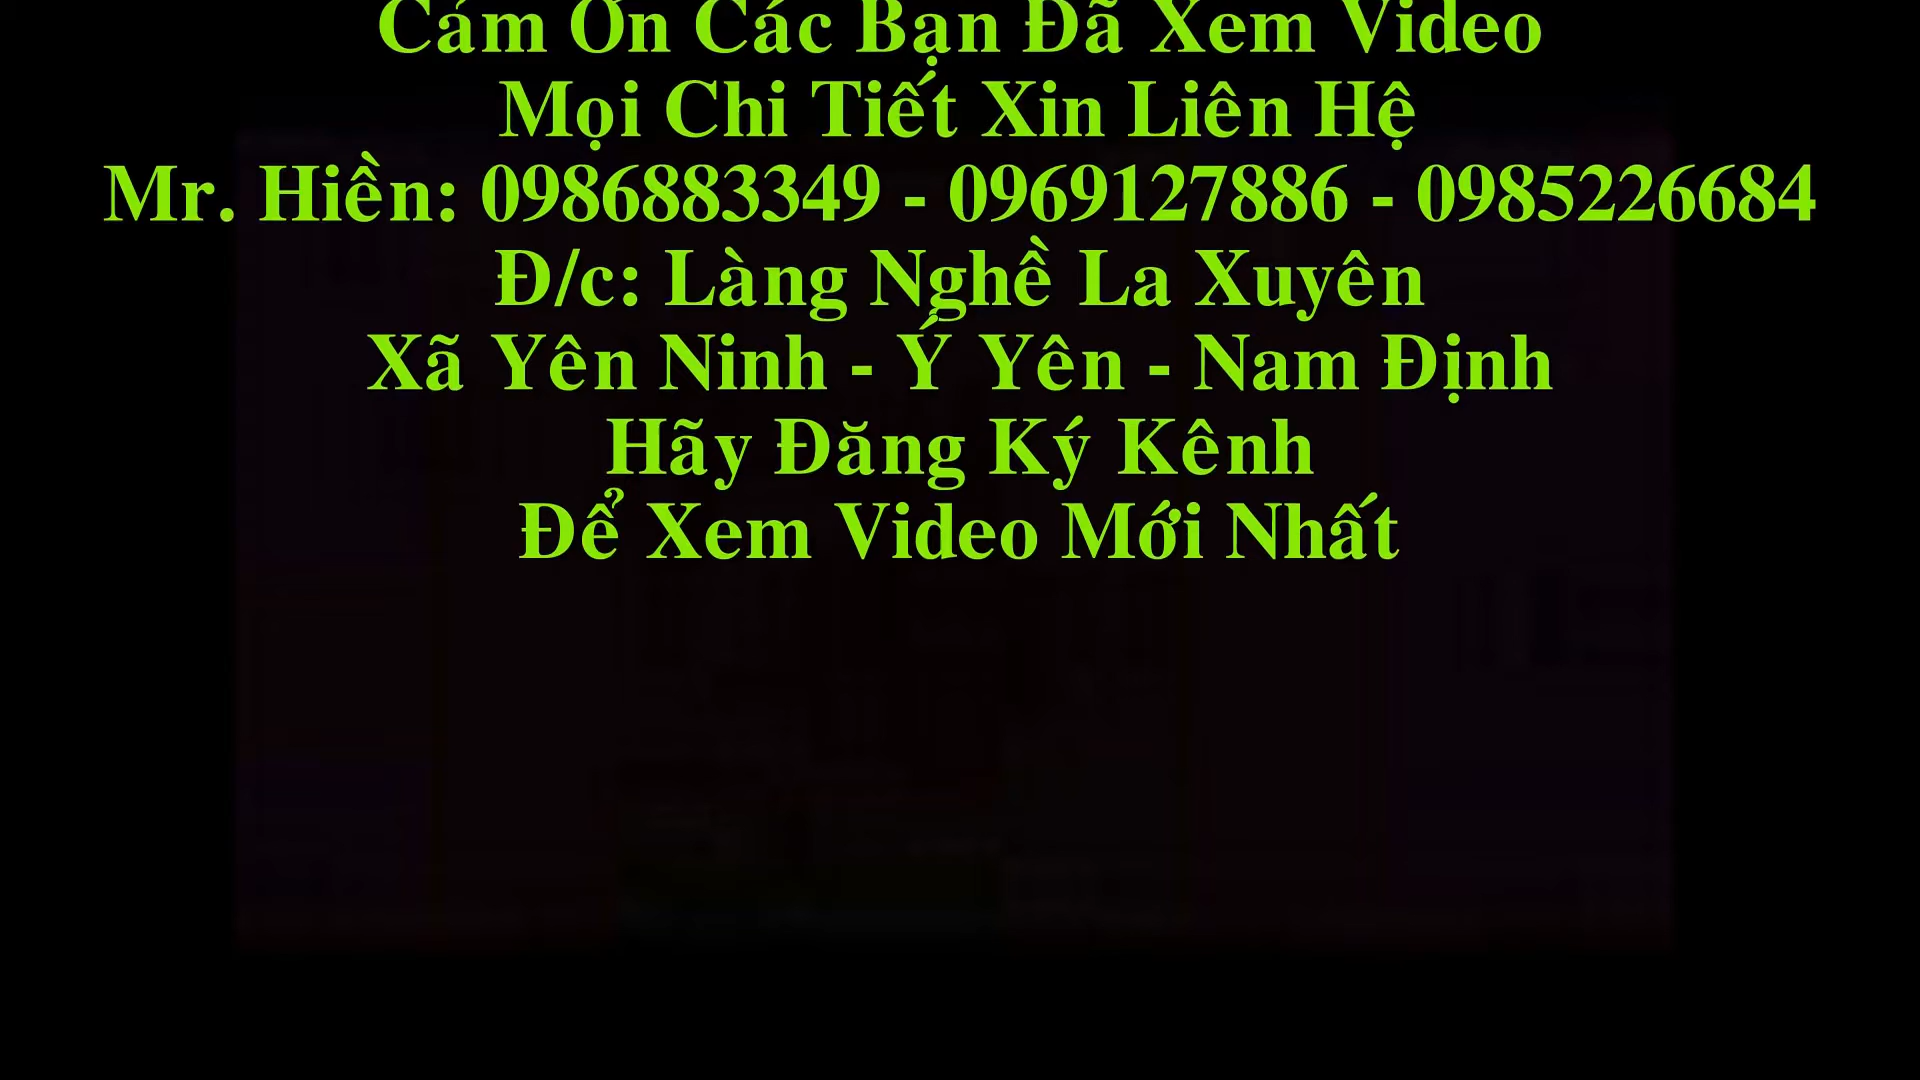 Cảm Ơn Các Bạn Đã Xem Video
Mọi Chi Tiết Xin Liên Hệ
Mr. Hiền: 0986883349 - 0969127886 - 0985226684
Đ/c: Làng Nghề La Xuyên
Xã Yên Ninh - Ý Yên - Nam Định
Hãy Đăng Ký Kênh
Để Xem Video Mới Nhất